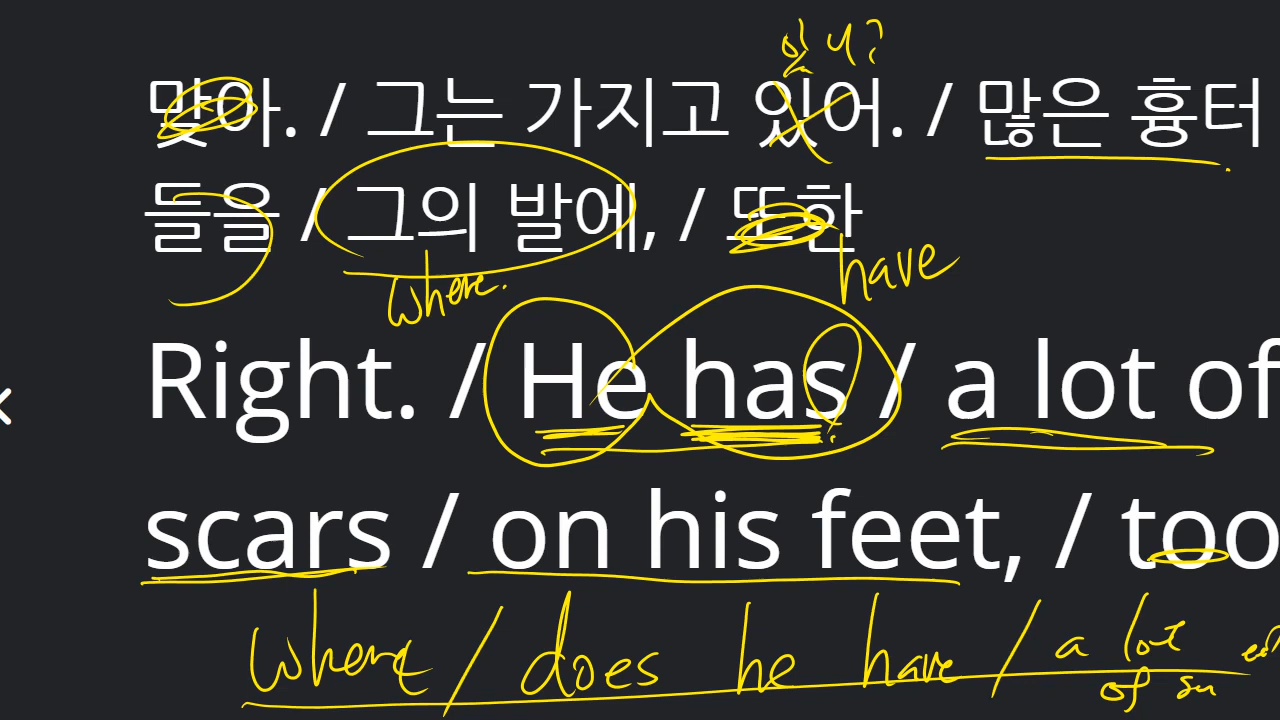 있니?
맞아. / 그는 가지고 있어. / 많은 흉터
들을 / 그의 발에, / 또한
where.
have
Right. / He has / a lot of
scars / on his feet, / too
where / does he have / a lot
of